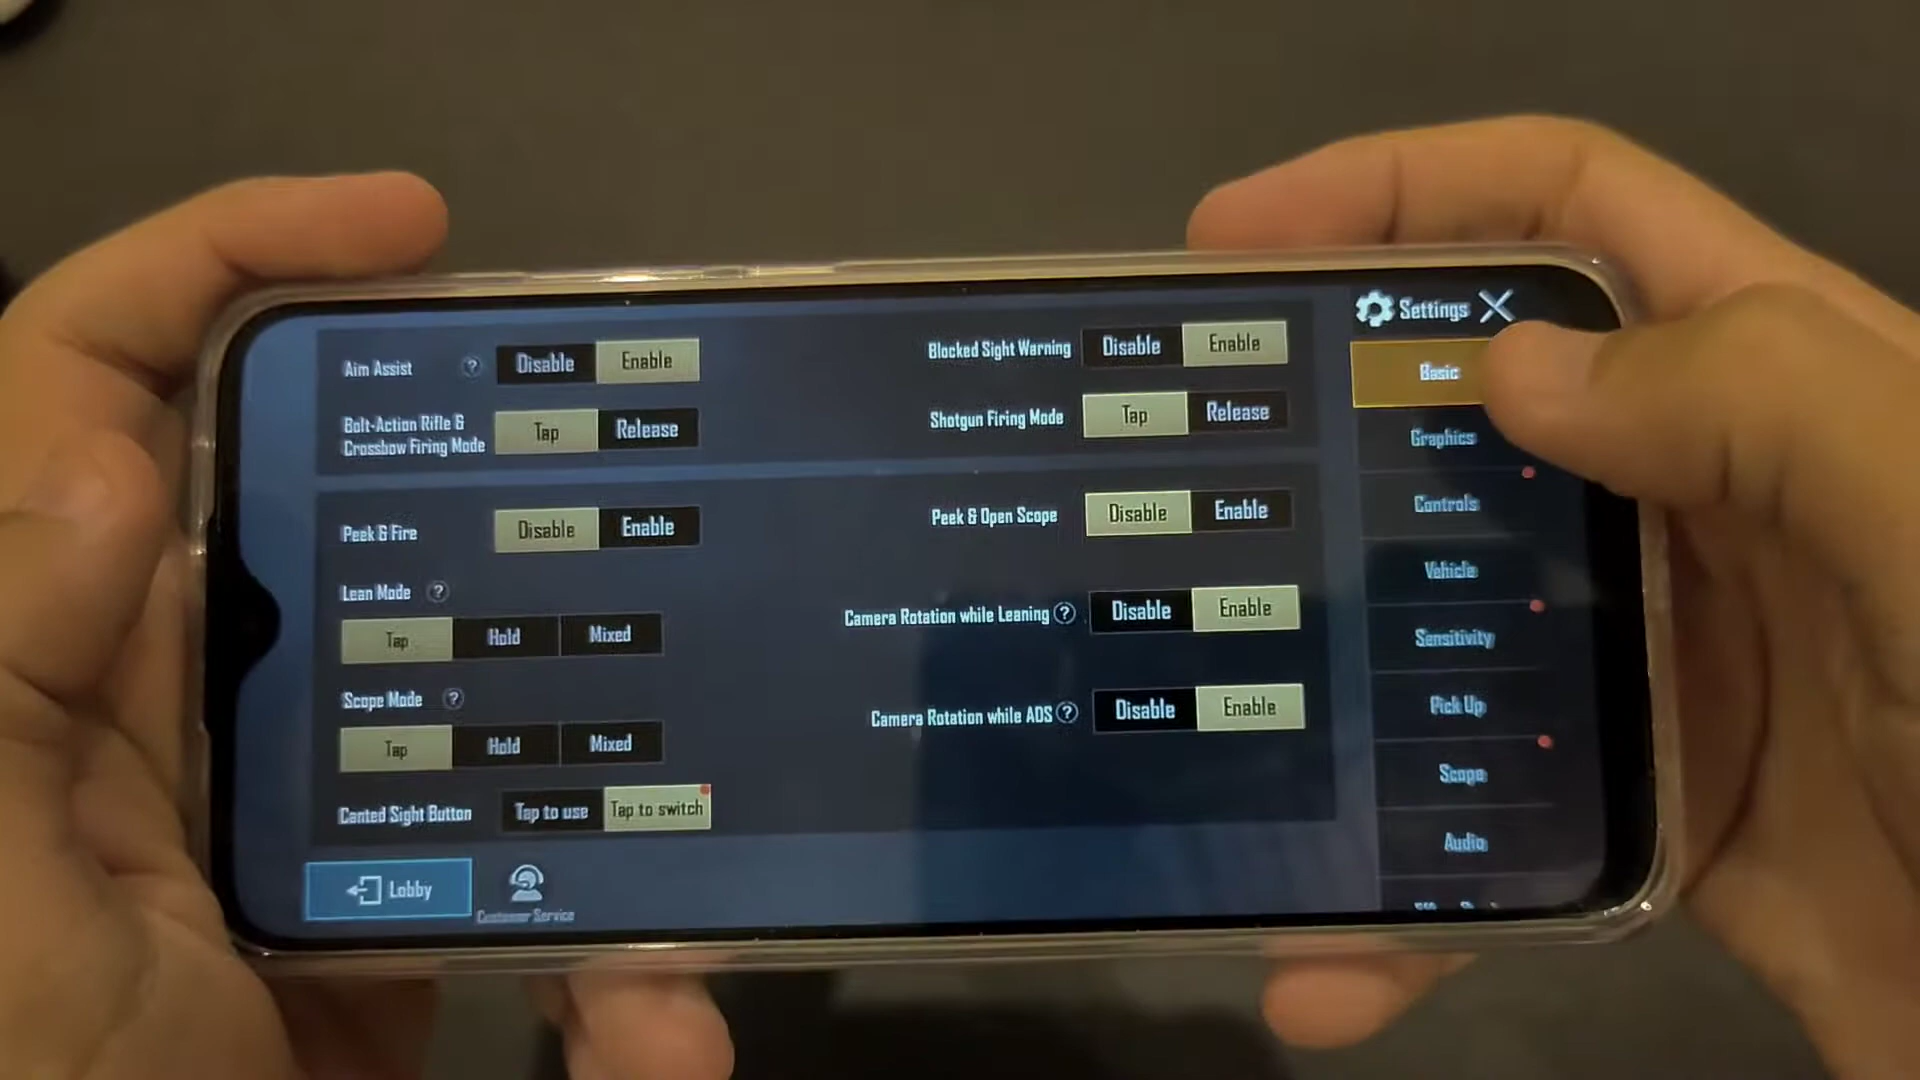 Settings
Aim Assist ? Disable Enable
Blocked Sight Warning Disable Enable
Bolt-Action Rifle &
Crossbow Firing Mode
Tap Release
Shotgun Firing Mode Tap Release
Peek & Fire Disable Enable
Peek & Open Scope Disable Enable
Lean Mode ?
Tap Hold Mixed
Camera Rotation while Leaning ? Disable Enable
Scope Mode ?
Tap Hold Mixed
Camera Rotation while ADS ? Disable Enable
Canted Sight Button Tap to use Tap to switch
Lobby
Customer Service
Basic
Graphics
Controls
Vehicle
Sensitivity
Pick Up
Scope
Audio